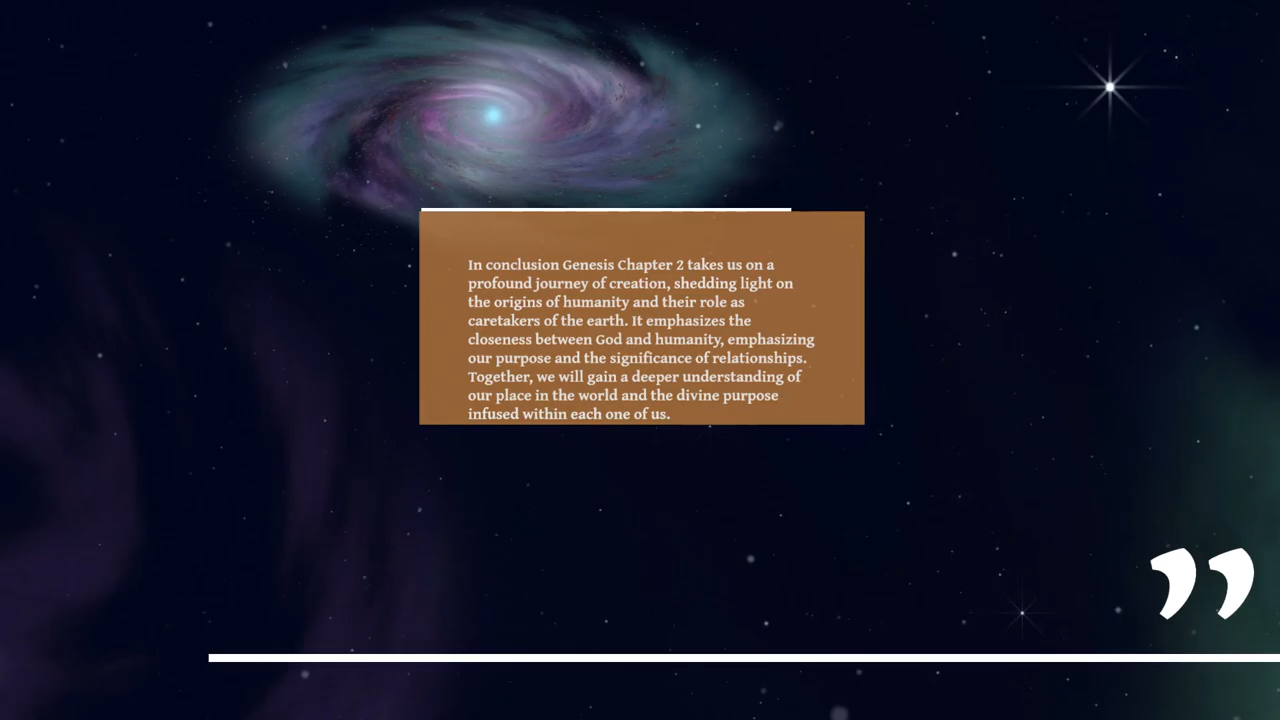 In conclusion Genesis Chapter 2 takes us on a
profound journey of creation, shedding light on
the origins of humanity and their role as
caretakers of the earth. It emphasizes the
closeness between God and humanity, emphasizing
our purpose and the significance of relationships.
Together, we will gain a deeper understanding of
our place in the world and the divine purpose
infused within each one of us.
”